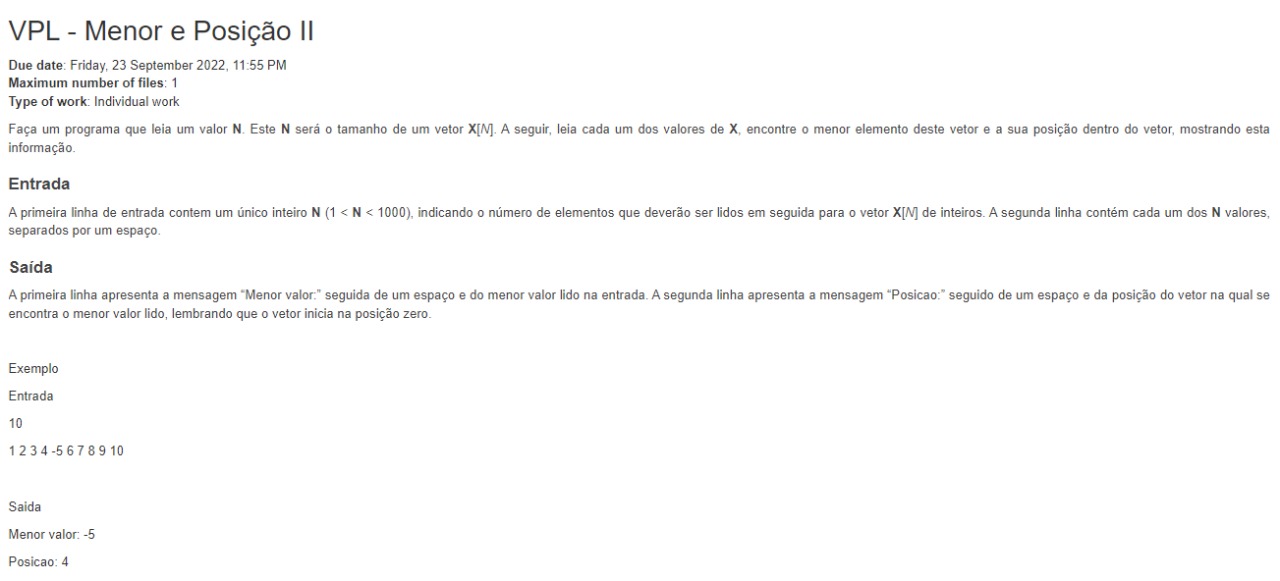 VPL - Menor e Posição II
Due date: Friday, 23 September 2022, 11:55 PM
Maximum number of files: 1
Type of work: Individual work
Faça um programa que leia um valor N. Este N será o tamanho de um vetor X[N]. A seguir, leia cada um dos valores de X, encontre o menor elemento deste vetor e a sua posição dentro do vetor, mostrando esta
informação.
Entrada
A primeira linha de entrada contem um único inteiro N (1 < N < 1000), indicando o número de elementos que deverão ser lidos em seguida para o vetor X[N] de inteiros. A segunda linha contém cada um dos N valores,
separados por um espaço.
Saída
A primeira linha apresenta a mensagem “Menor valor:” seguida de um espaço e do menor valor lido na entrada. A segunda linha apresenta a mensagem “Posicao:” seguido de um espaço e da posição do vetor na qual se
encontra o menor valor lido, lembrando que o vetor inicia na posição zero.
Exemplo
Entrada
10
1 2 3 4 -5 6 7 8 9 10
Saida
Menor valor: -5
Posicao: 4